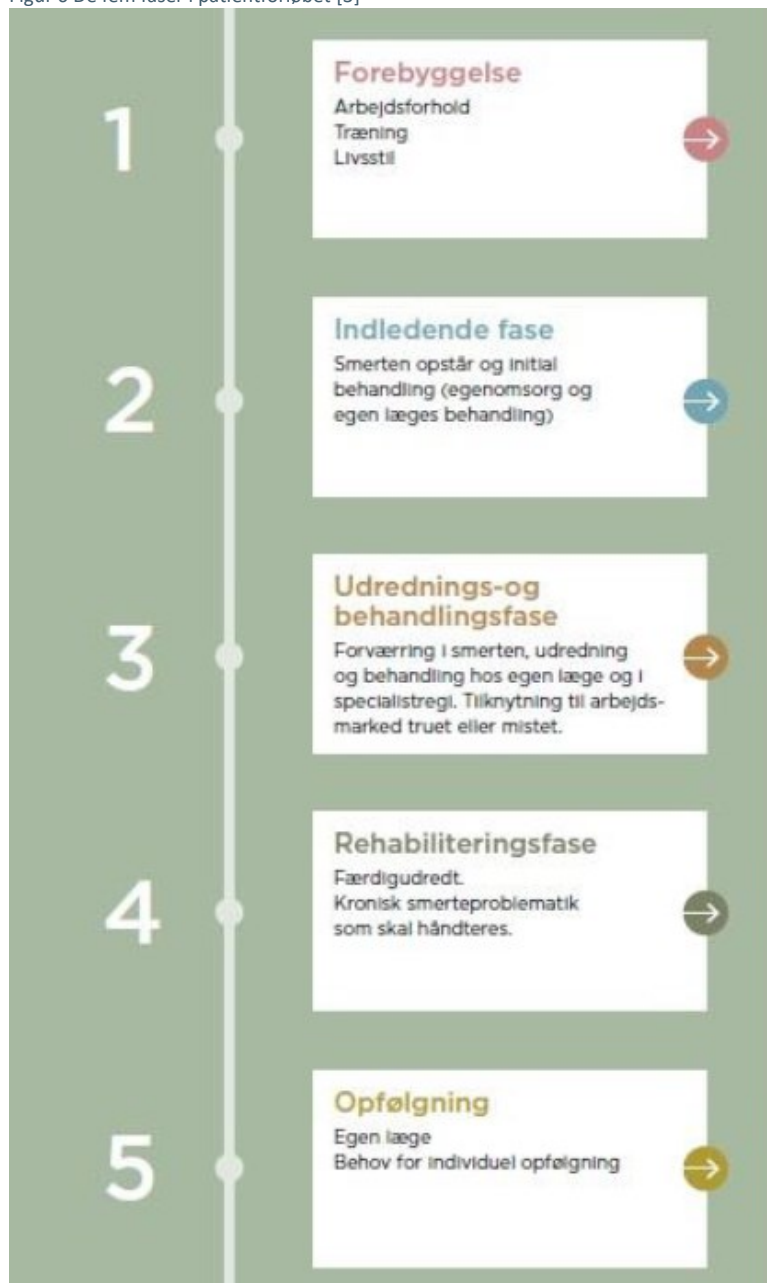 1
Forebyggelse
Arbejdsforhold
Træning
Livsstil
2
Indledende fase
Smerten opstår og initial
behandling (egenomsorg og
egen læges behandling)
3
Udrednings-og
behandlingsfase
Forværring i smerten, udredning
og behandling hos egen læge og i
specialistregi. Tilknytning til arbejds-
marked truet eller mistet.
4
Rehabiliteringsfase
Færdigudredt.
Kronisk smerteproblematik
som skal håndteres.
5
Opfølgning
Egen læge
Behov for individuel opfølgning